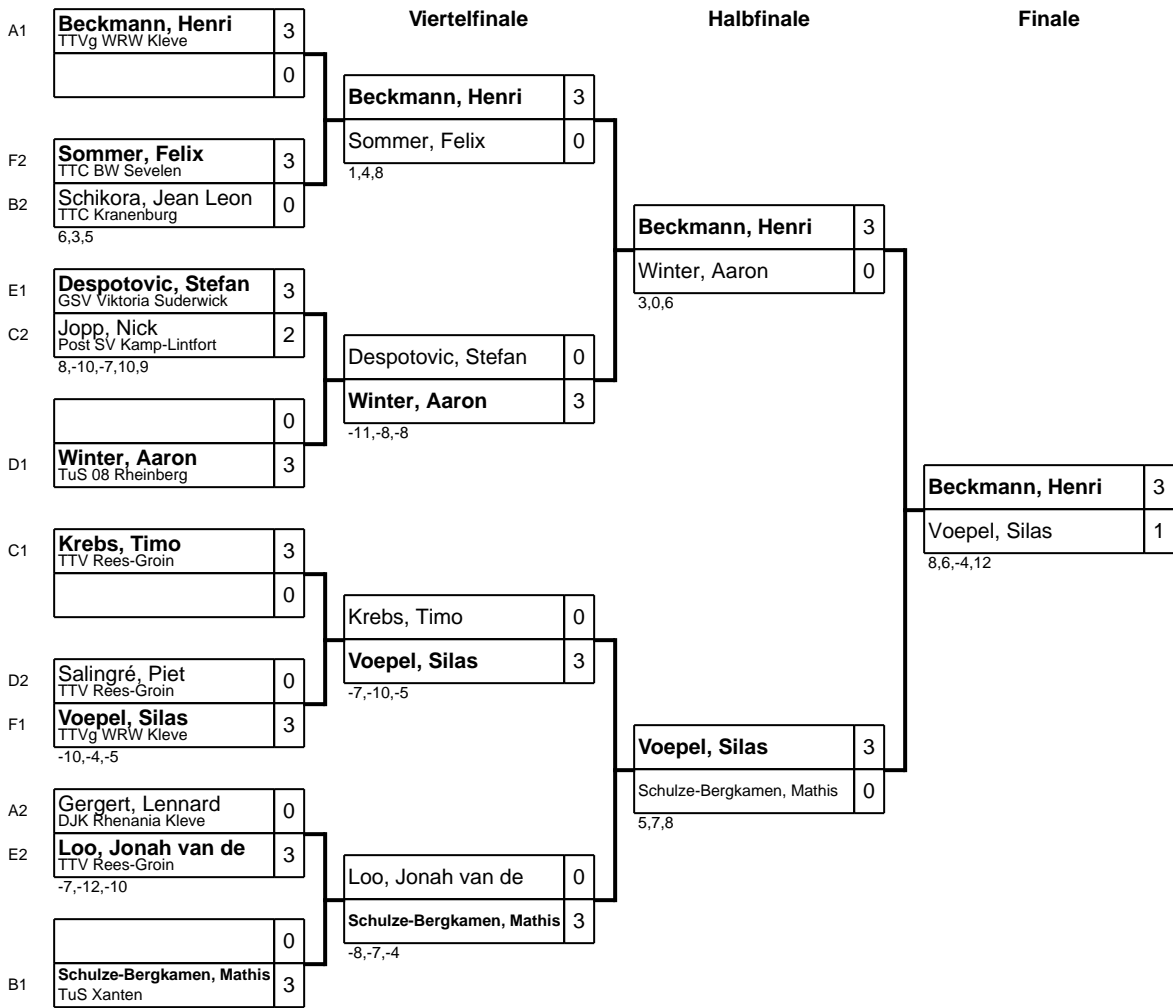 Viertelfinale
Halbfinale
Finale
A1
Beckmann, Henri
TTVg WRW Kleve
3
0
F2
Sommer, Felix
TTC BW Sevelen
3
B2
Schikora, Jean Leon
TTC Kranenburg
0
6,3,5
E1
Despotovic, Stefan
GSV Viktoria Suderwick
3
C2
Jopp, Nick
Post SV Kamp-Lintfort
2
8,-10,-7,10,9
0
D1
Winter, Aaron
TuS 08 Rheinberg
3
C1
Krebs, Timo
TTV Rees-Groin
3
0
D2
Salingré, Piet
TTV Rees-Groin
0
F1
Voepel, Silas
TTVg WRW Kleve
3
-10,-4,-5
A2
Gergert, Lennard
DJK Rhenania Kleve
0
E2
Loo, Jonah van de
TTV Rees-Groin
3
-7,-12,-10
0
B1
Schulze-Bergkamen, Mathis
TuS Xanten
3
Beckmann, Henri 3
Sommer, Felix 0
1,4,8
Despotovic, Stefan 0
Winter, Aaron 3
-11,-8,-8
Krebs, Timo 0
Voepel, Silas 3
-7,-10,-5
Loo, Jonah van de 0
Schulze-Bergkamen, Mathis 3
-8,-7,-4
Beckmann, Henri 3
Winter, Aaron 0
3,0,6
Voepel, Silas 3
Schulze-Bergkamen, Mathis 0
5,7,8
Beckmann, Henri 3
Voepel, Silas 1
8,6,-4,12